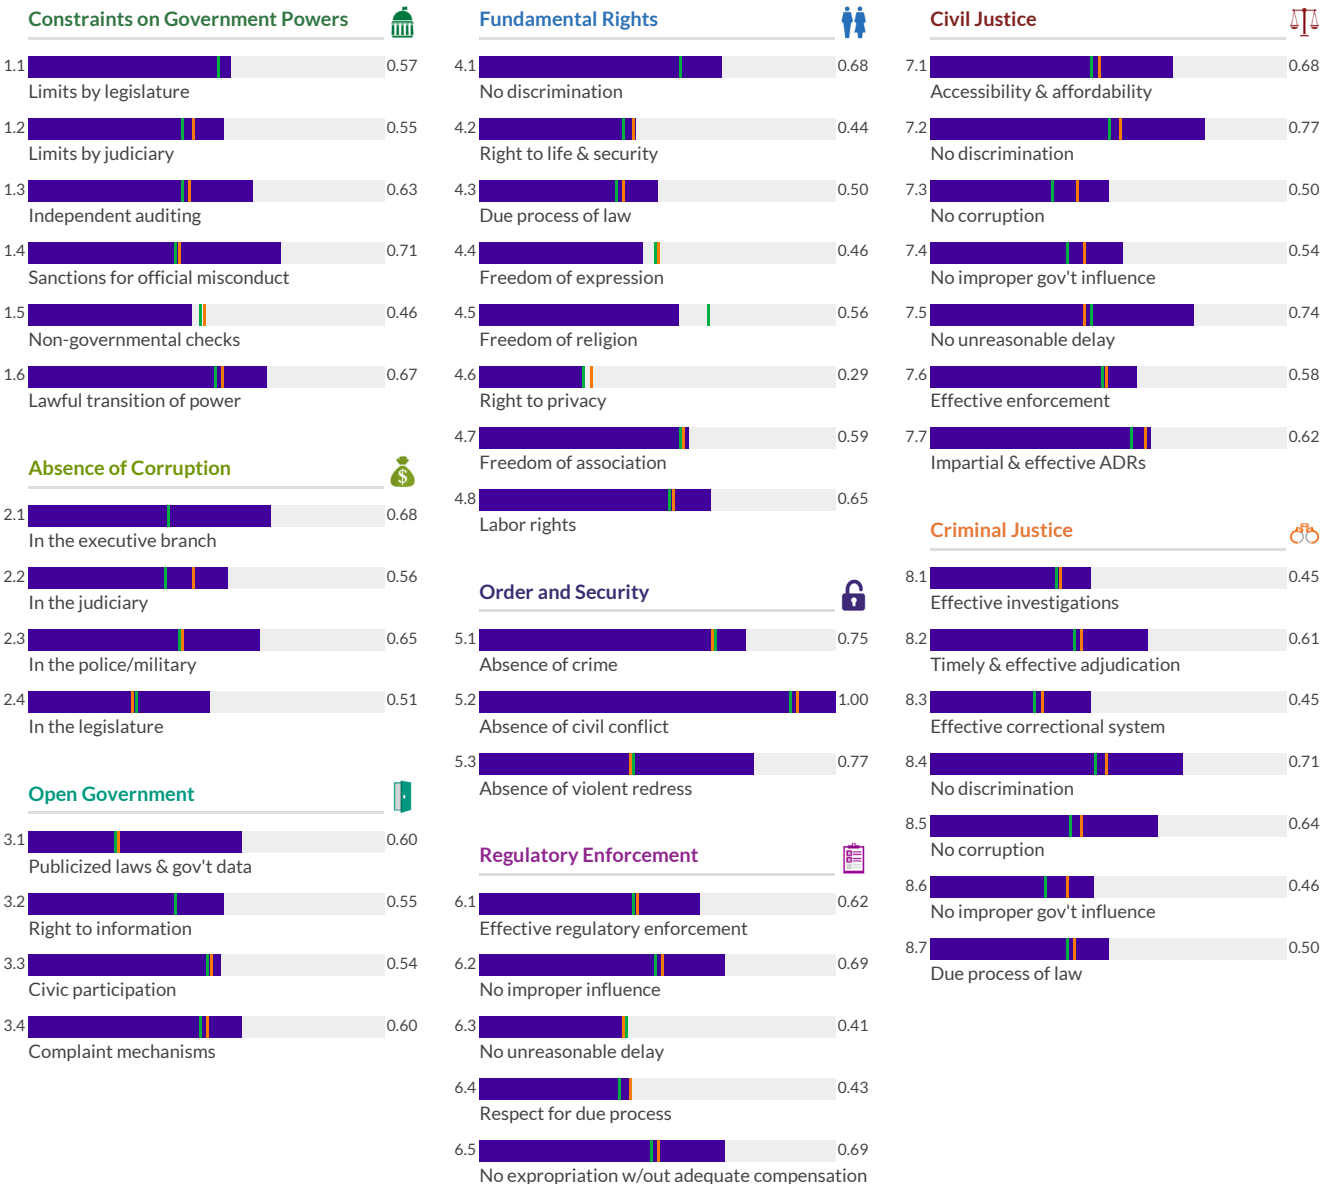 Constraints on Government Powers
1.1 0.57
Limits by legislature
1.2 0.55
Limits by judiciary
1.3 0.63
Independent auditing
1.4 0.71
Sanctions for official misconduct
1.5 0.46
Non-governmental checks
1.6 0.67
Lawful transition of power
Absence of Corruption
$
2.1 0.68
In the executive branch
2.2 0.56
In the judiciary
2.3 0.65
In the police/military
2.4 0.51
In the legislature
Open Government
3.1 0.60
Publicized laws & gov't data
3.2 0.55
Right to information
3.3 0.54
Civic participation
3.4 0.60
Complaint mechanisms
Fundamental Rights
4.1 0.68
No discrimination
4.2 0.44
Right to life & security
4.3 0.50
Due process of law
4.4 0.46
Freedom of expression
4.5 0.56
Freedom of religion
4.6 0.29
Right to privacy
4.7 0.59
Freedom of association
4.8 0.65
Labor rights
Order and Security
5.1 0.75
Absence of crime
5.2 1.00
Absence of civil conflict
5.3 0.77
Absence of violent redress
Regulatory Enforcement
6.1 0.62
Effective regulatory enforcement
6.2 0.69
No improper influence
6.3 0.41
No unreasonable delay
6.4 0.43
Respect for due process
6.5 0.69
No expropriation w/out adequate compensation
Civil Justice
7.1 0.68
Accessibility & affordability
7.2 0.77
No discrimination
7.3 0.50
No corruption
7.4 0.54
No improper gov't influence
7.5 0.74
No unreasonable delay
7.6 0.58
Effective enforcement
7.7 0.62
Impartial & effective ADRs
Criminal Justice
8.1 0.45
Effective investigations
8.2 0.61
Timely & effective adjudication
8.3 0.45
Effective correctional system
8.4 0.71
No discrimination
8.5 0.64
No corruption
8.6 0.46
No improper gov't influence
8.7 0.50
Due process of law